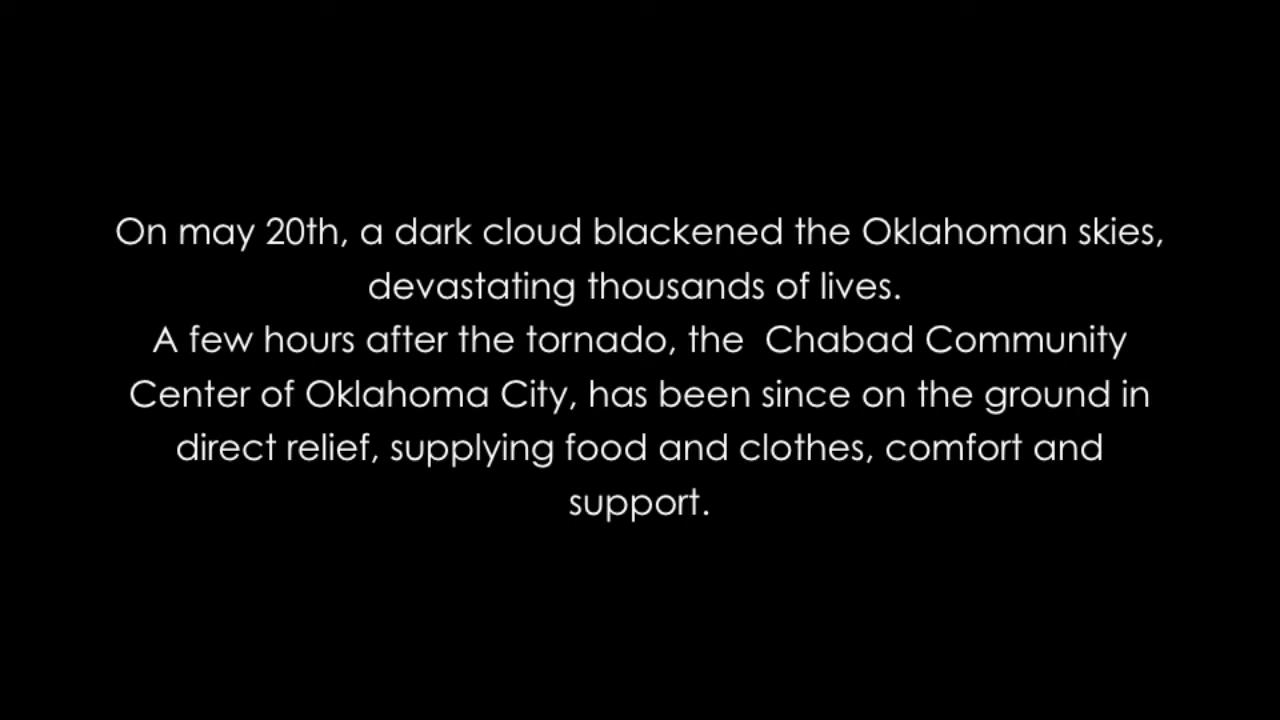 On may 20th, a dark cloud blackened the Oklahoman skies,
devastating thousands of lives.
A few hours after the tornado, the  Chabad Community
Center of Oklahoma City, has been since on the ground in
direct relief, supplying food and clothes, comfort and
support.